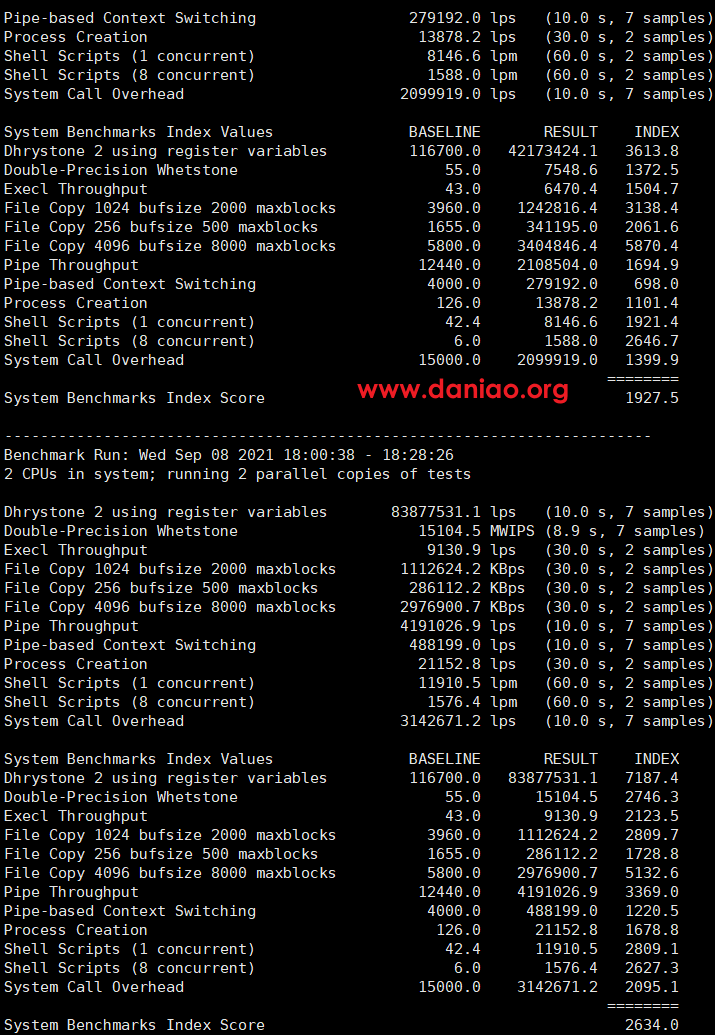 Pipe-based Context Switching 279192.0 lps (10.0 s, 7 samples)
Process Creation 13878.2 lps (30.0 s, 2 samples)
Shell Scripts (1 concurrent) 8146.6 lpm (60.0 s, 2 samples)
Shell Scripts (8 concurrent) 1588.0 lpm (60.0 s, 2 samples)
System Call Overhead 2099919.0 lps (10.0 s, 7 samples)
System Benchmarks Index Values BASELINE RESULT INDEX
Dhrystone 2 using register variables 116700.0 42173424.1 3613.8
Double-Precision Whetstone 55.0 7548.6 1372.5
Execl Throughput 43.0 6470.4 1504.7
File Copy 1024 bufsize 2000 maxblocks 3960.0 1242816.4 3138.4
File Copy 256 bufsize 500 maxblocks 1655.0 341195.0 2061.6
File Copy 4096 bufsize 8000 maxblocks 5800.0 3404846.4 5870.4
Pipe Throughput 12440.0 2108504.0 1694.9
Pipe-based Context Switching 4000.0 279192.0 698.0
Process Creation 126.0 13878.2 1101.4
Shell Scripts (1 concurrent) 42.4 8146.6 1921.4
Shell Scripts (8 concurrent) 6.0 1588.0 2646.7
System Call Overhead 15000.0 2099919.0 1399.9
========
System Benchmarks Index Score 1927.5
www.daniao.org
------------------------------------------------------------------------
Benchmark Run: Wed Sep 08 2021 18:00:38 - 18:28:26
2 CPUs in system; running 2 parallel copies of tests
Dhrystone 2 using register variables 83877531.1 lps (10.0 s, 7 samples)
Double-Precision Whetstone 15104.5 MWIPS (8.9 s, 7 samples)
Execl Throughput 9130.9 lps (30.0 s, 2 samples)
File Copy 1024 bufsize 2000 maxblocks 1112624.2 KBps (30.0 s, 2 samples)
File Copy 256 bufsize 500 maxblocks 286112.2 KBps (30.0 s, 2 samples)
File Copy 4096 bufsize 8000 maxblocks 2976900.7 KBps (30.0 s, 2 samples)
Pipe Throughput 4191026.9 lps (10.0 s, 7 samples)
Pipe-based Context Switching 488199.0 lps (10.0 s, 7 samples)
Process Creation 21152.8 lps (30.0 s, 2 samples)
Shell Scripts (1 concurrent) 11910.5 lpm (60.0 s, 2 samples)
Shell Scripts (8 concurrent) 1576.4 lpm (60.0 s, 2 samples)
System Call Overhead 3142671.2 lps (10.0 s, 7 samples)
System Benchmarks Index Values BASELINE RESULT INDEX
Dhrystone 2 using register variables 116700.0 83877531.1 7187.4
Double-Precision Whetstone 55.0 15104.5 2746.3
Execl Throughput 43.0 9130.9 2123.5
File Copy 1024 bufsize 2000 maxblocks 3960.0 1112624.2 2809.7
File Copy 256 bufsize 500 maxblocks 1655.0 286112.2 1728.8
File Copy 4096 bufsize 8000 maxblocks 5800.0 2976900.7 5132.6
Pipe Throughput 12440.0 4191026.9 3369.0
Pipe-based Context Switching 4000.0 488199.0 1220.5
Process Creation 126.0 21152.8 1678.8
Shell Scripts (1 concurrent) 42.4 11910.5 2809.1
Shell Scripts (8 concurrent) 6.0 1576.4 2627.3
System Call Overhead 15000.0 3142671.2 2095.1
========
System Benchmarks Index Score 2634.0